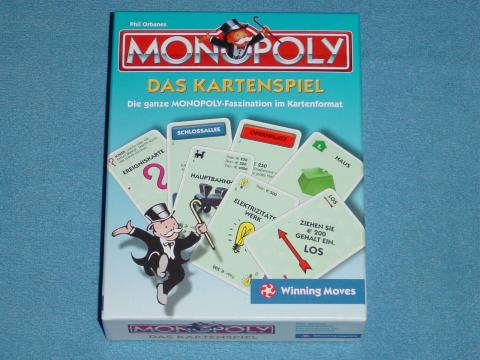 Phil Orbanes
MONOPOLY
DAS KARTENSPIEL
Die ganze MONOPOLY-Faszination im Kartenformat
EREIGNISKARTE
SCHLOSSALLEE
OPERNPLATZ
HAUS
HAUPTBAHNHOF
ELEKTRIZITÄTS
WERK
LOS
ZIEHEN SIE
€ 200
GEHALT EIN.
LOS
Winning Moves
MONOPOLY
DAS KARTENSPIEL